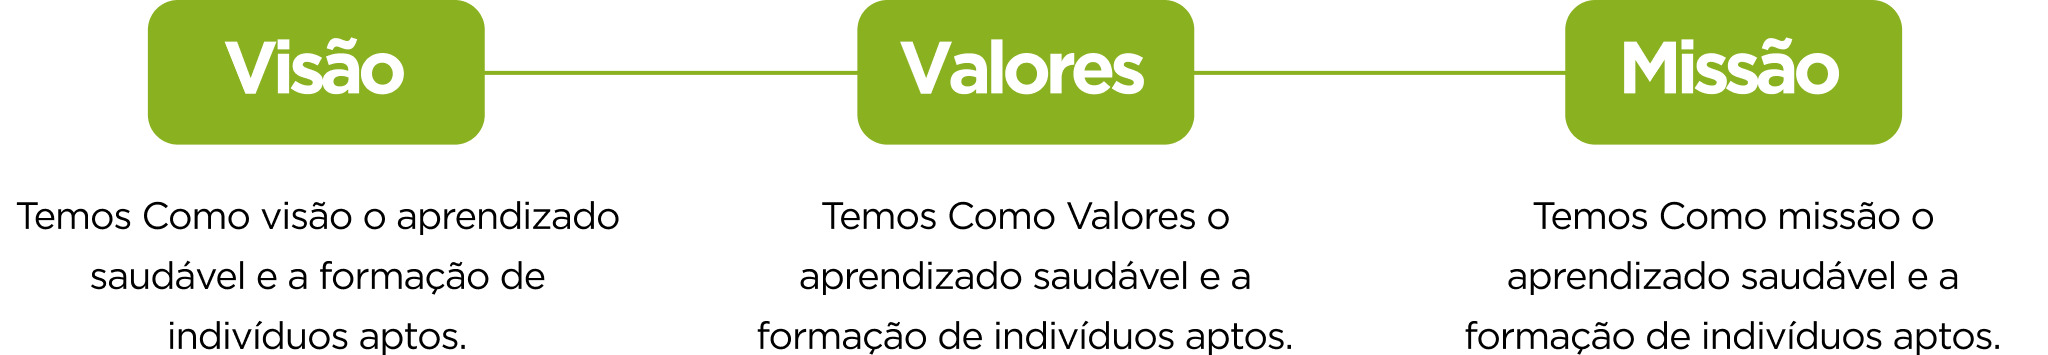 Visão
Temos Como visão o aprendizado
saudável e a formação de
indivíduos aptos.
Valores
Temos Como Valores o
aprendizado saudável e a
formação de indivíduos aptos.
Missão
Temos Como missão o
aprendizado saudável e a
formação de indivíduos aptos.